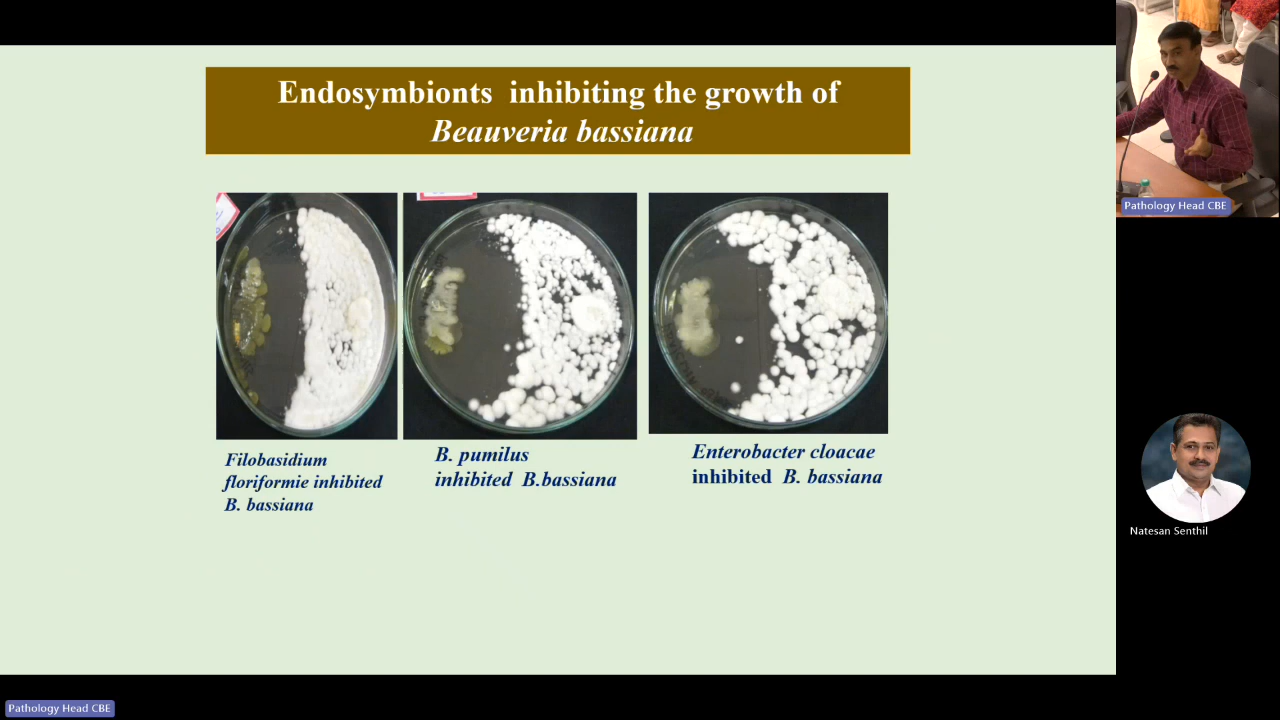 Endosymbionts inhibiting the growth of
Beauveria bassiana
Filobasidium
floriformie inhibited
B. bassiana
B. pumilus
inhibited B.bassiana
Enterobacter cloacae
inhibited B. bassiana
Pathology Head CBE
Natesan Senthil
Pathology Head CBE